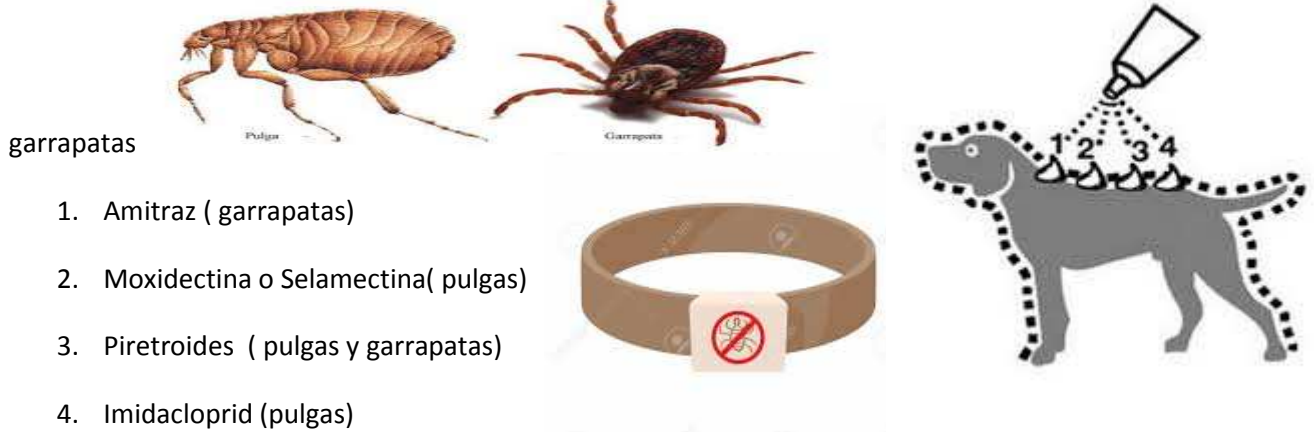 Pulga
Garrapata
garrapatas
1 2 3 4
1. Amitraz ( garrapatas)
2. Moxidectina o Selamectina( pulgas)
3. Piretroides  ( pulgas y garrapatas)
4. Imidacloprid (pulgas)